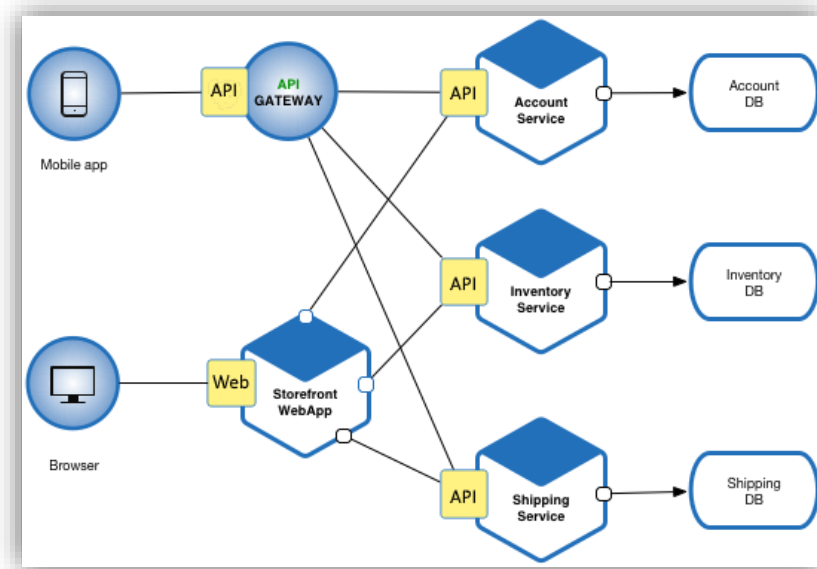 API
API
GATEWAY
API
Account
Service
Account
DB
Mobile app
API
Inventory
Service
Inventory
DB
Web
Storefront
WebApp
Browser
API
Shipping
Service
Shipping
DB